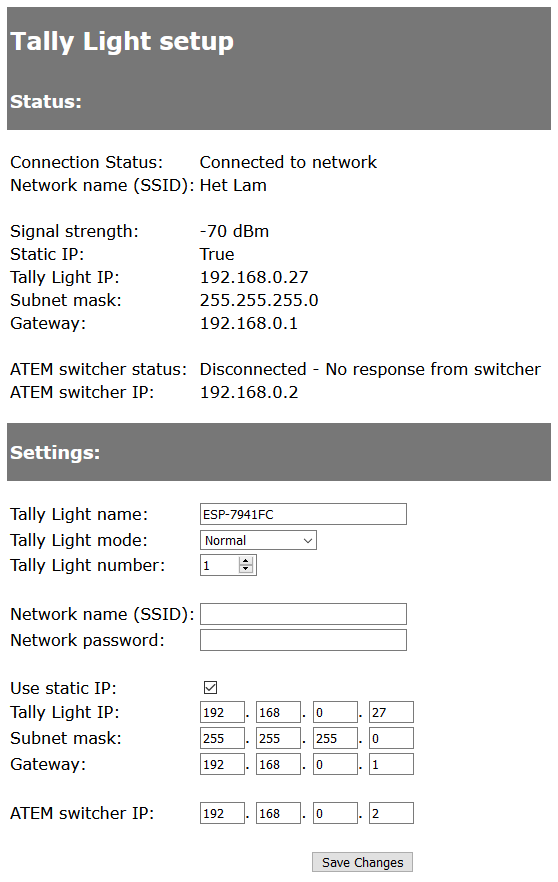 Tally Light setup
Status:
Connection Status: Connected to network
Network name (SSID): Het Lam
Signal strength: -70 dBm
Static IP: True
Tally Light IP: 192.168.0.27
Subnet mask: 255.255.255.0
Gateway: 192.168.0.1
ATEM switcher status: Disconnected - No response from switcher
ATEM switcher IP: 192.168.0.2
Settings:
Tally Light name: ESP-7941FC
Tally Light mode: Normal
Tally Light number: 1
Network name (SSID):
Network password:
Use static IP:
Tally Light IP: 192. 168. 0. 27
Subnet mask: 255. 255. 255. 0
Gateway: 192. 168. 0. 1
ATEM switcher IP: 192. 168. 0. 2
Save Changes